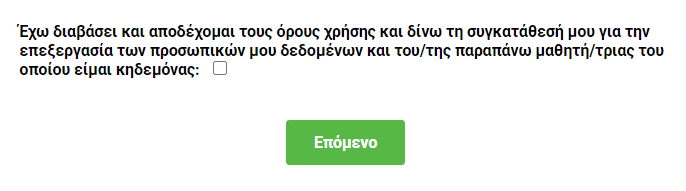 Έχω διαβάσει και αποδέχομαι τους όρους χρήσης και δίνω τη συγκατάθεσή μου για την
επεξεργασία των προσωπικών μου δεδομένων και του/της παραπάνω μαθητή/τριας του
οποίου είμαι κηδεμόνας:
Επόμενο